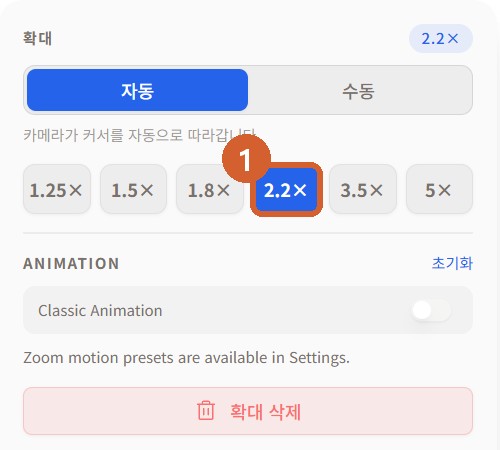 확대
2.2×
자동
수동
카메라가 커서를 자동으로 따라갑니다
1
1.25×
1.5×
1.8×
2.2×
3.5×
5×
ANIMATION
초기화
Classic Animation
Zoom motion presets are available in Settings.
확대 삭제